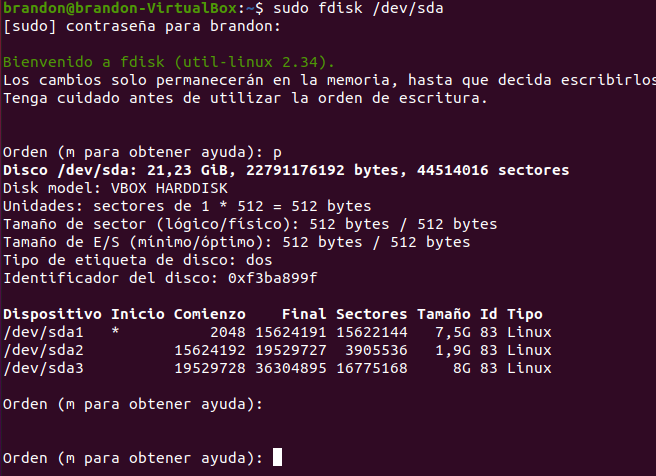 brandon@brandon-VirtualBox:~$ sudo fdisk /dev/sda
[sudo] contraseña para brandon:
Bienvenido a fdisk (util-linux 2.34).
Los cambios solo permanecerán en la memoria, hasta que decida escribirlos
Tenga cuidado antes de utilizar la orden de escritura.
Orden (m para obtener ayuda): p
Disco /dev/sda: 21,23 GiB, 22791176192 bytes, 44514016 sectores
Disk model: VBOX HARDDISK
Unidades: sectores de 1 * 512 = 512 bytes
Tamaño de sector (lógico/físico): 512 bytes / 512 bytes
Tamaño de E/S (mínimo/óptimo): 512 bytes / 512 bytes
Tipo de etiqueta de disco: dos
Identificador del disco: 0xf3ba899f
Dispositivo Inicio Comienzo    Final Sectores Tamaño Id Tipo
/dev/sda1   *          2048 15624191 15622144   7,5G 83 Linux
/dev/sda2          15624192 19529727  3905536   1,9G 83 Linux
/dev/sda3          19529728 36304895 16775168     8G 83 Linux
Orden (m para obtener ayuda):
Orden (m para obtener ayuda):